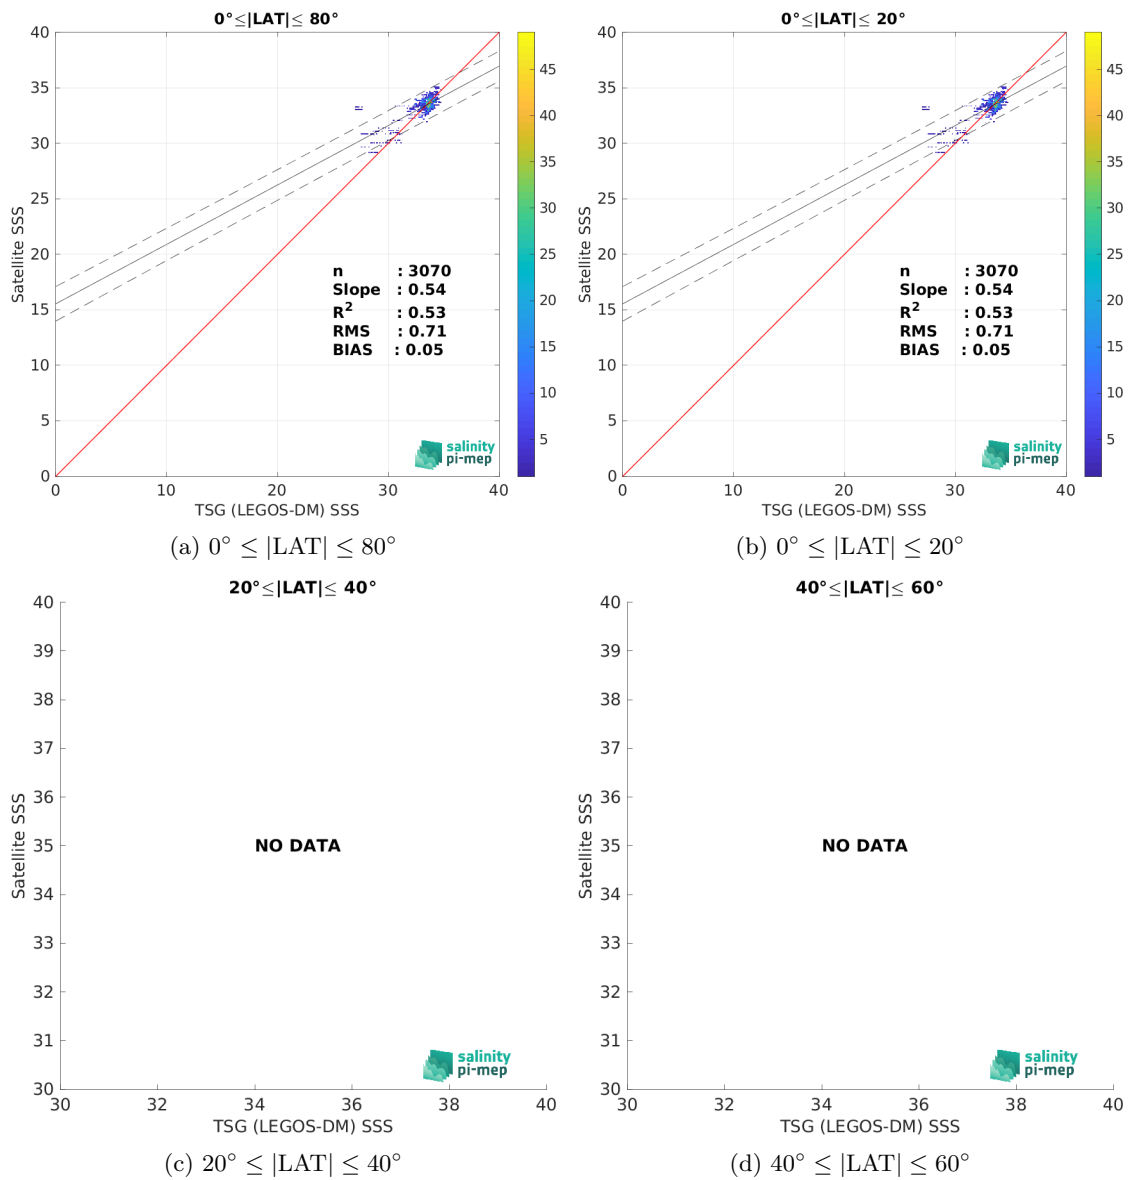 0°≤|LAT|≤ 80°
40
35
30
25
20
15
10
5
0
Satellite SSS
n : 3070
Slope : 0.54
R² : 0.53
RMS : 0.71
BIAS : 0.05
salinity
pi-mep
0 10 20 30 40
TSG (LEGOS-DM) SSS
45
40
35
30
25
20
15
10
5
(a) 0° ≤ |LAT| ≤ 80°
0°≤|LAT|≤ 20°
40
35
30
25
20
15
10
5
0
Satellite SSS
n : 3070
Slope : 0.54
R² : 0.53
RMS : 0.71
BIAS : 0.05
salinity
pi-mep
0 10 20 30 40
TSG (LEGOS-DM) SSS
45
40
35
30
25
20
15
10
5
(b) 0° ≤ |LAT| ≤ 20°
20°≤|LAT|≤ 40°
40
39
38
37
36
35
34
33
32
31
30
Satellite SSS
NO DATA
salinity
pi-mep
30 32 34 36 38 40
TSG (LEGOS-DM) SSS
(c) 20° ≤ |LAT| ≤ 40°
40°≤|LAT|≤ 60°
40
39
38
37
36
35
34
33
32
31
30
Satellite SSS
NO DATA
salinity
pi-mep
30 32 34 36 38 40
TSG (LEGOS-DM) SSS
(d) 40° ≤ |LAT| ≤ 60°